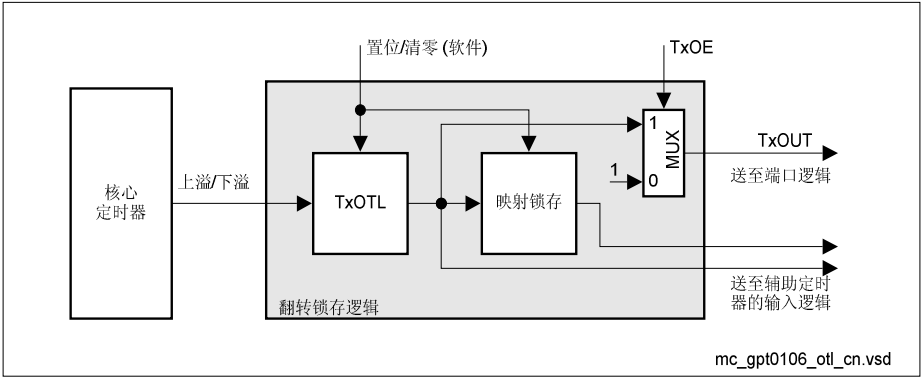 置位/清零 (软件)
TxOE
核心
定时器
上溢/下溢
TxOTL
映射锁存
1
MUX
1
0
TxOUT
送至端口逻辑
送至辅助定时
器的输入逻辑
翻转锁存逻辑
mc_gpt0106_otl_cn.vsd